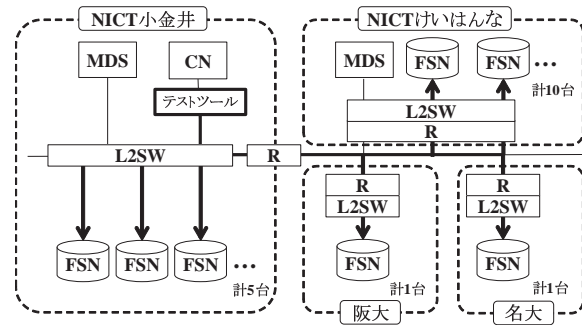 NICT小金井
NICTけいはんな
MDS
CN
テストツール
L2SW
R
FSN
FSN
FSN
…
計5台
MDS
FSN
FSN
…
計10台
L2SW
R
R
L2SW
FSN
計1台
阪大
R
L2SW
FSN
計1台
名大